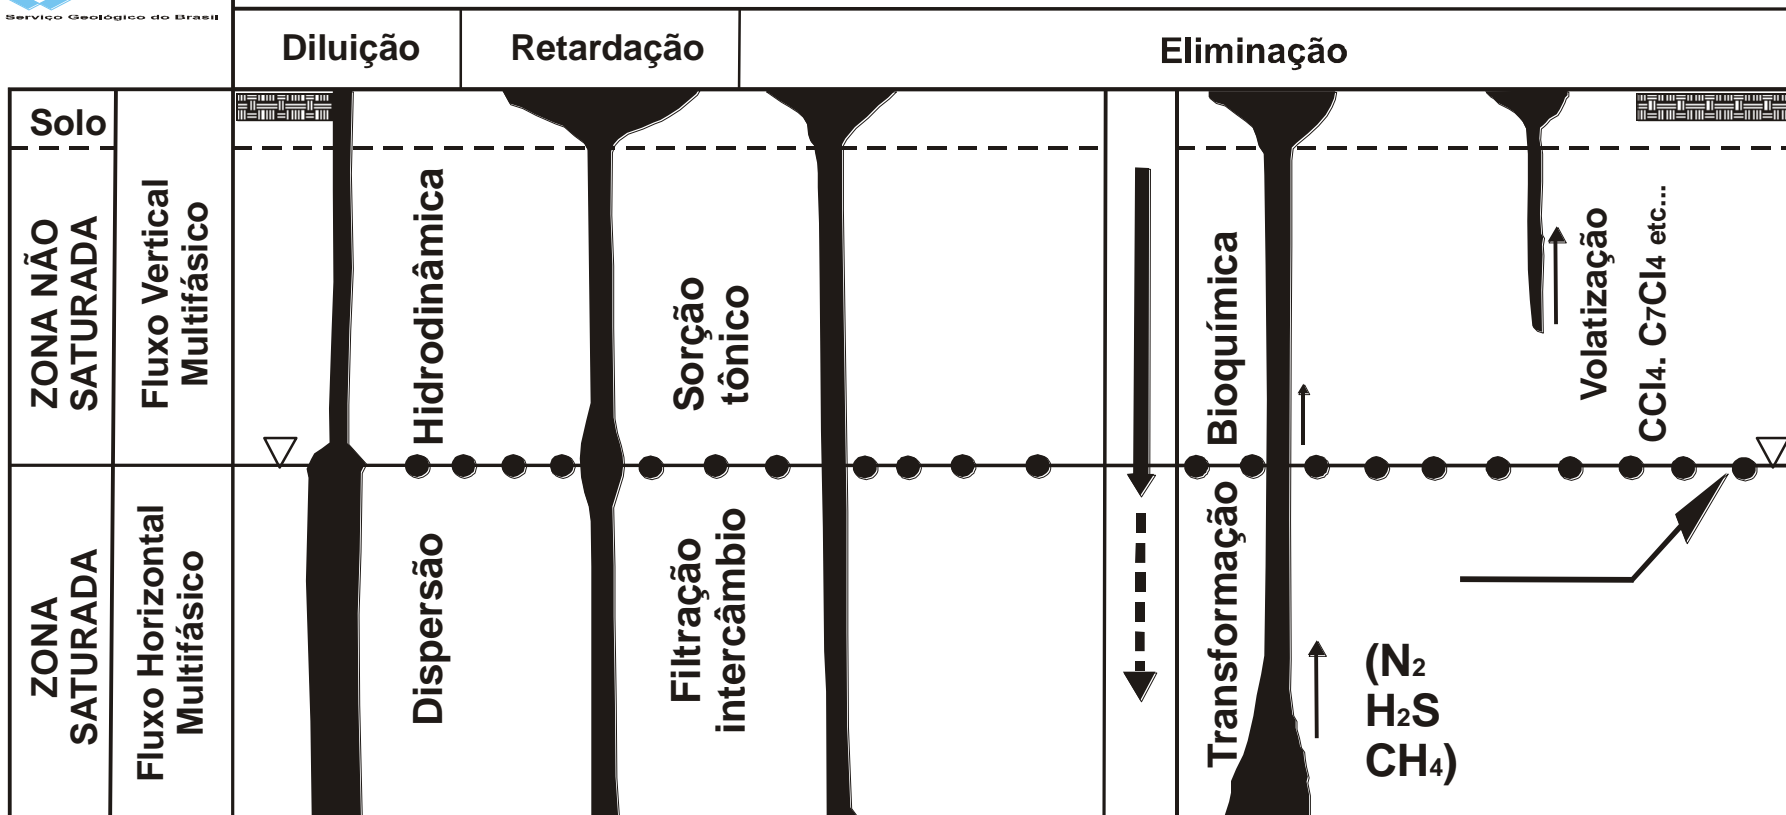 Serviço Geológico do Brasil
Diluição
Retardação
Eliminação
Solo
ZONA NÃO
SATURADA
Fluxo Vertical
Multifásico
Hidrodinâmica
Sorção
tônico
Bioquímica
Volatização
CCl4. C7Cl4 etc...
ZONA
SATURADA
Fluxo Horizontal
Multifásico
Dispersão
Filtração
intercâmbio
Transformação
(N2
H2S
CH4)